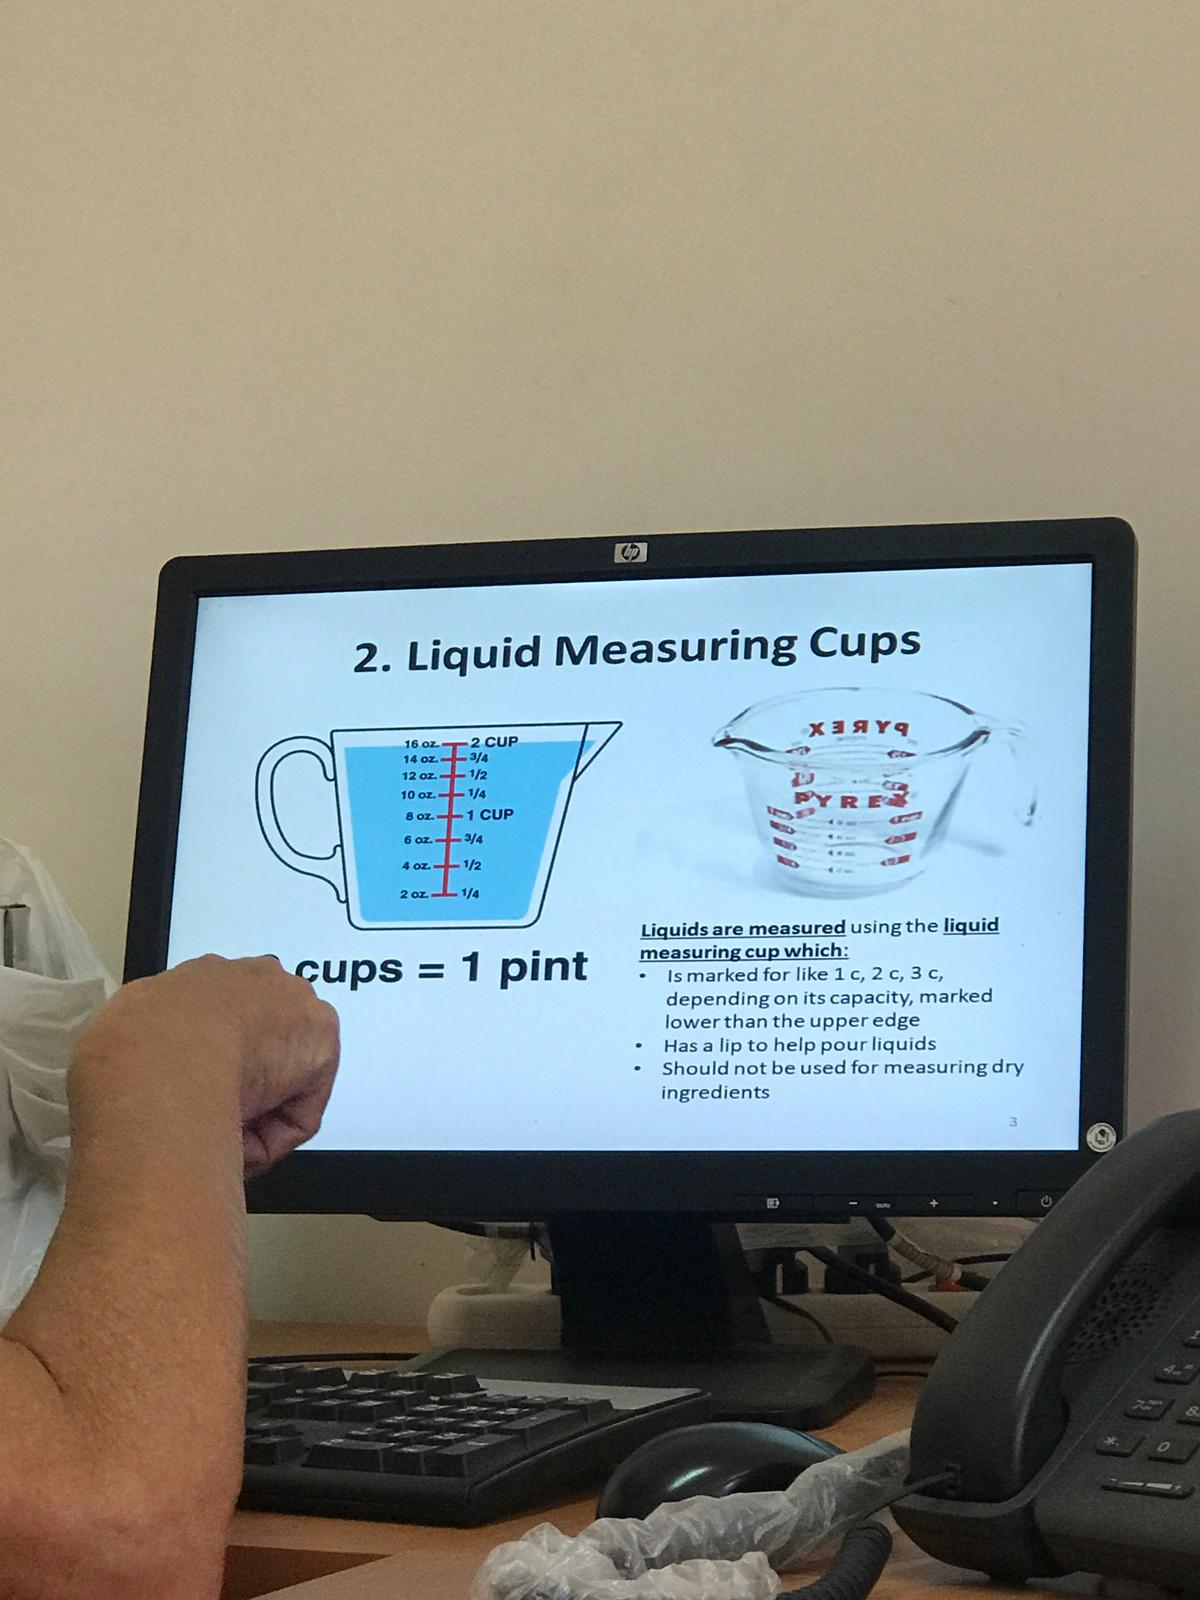 hp
2. Liquid Measuring Cups
16 oz. 2 CUP
14 oz. 3/4
12 oz. 1/2
10 oz. 1/4
8 oz. 1 CUP
6 oz. 3/4
4 oz. 1/2
2 oz. 1/4
cups = 1 pint
PYREX
PYREX
Liquids are measured using the liquid
measuring cup which:
• Is marked for like 1 c, 2 c, 3 c,
depending on its capacity, marked
lower than the upper edge
• Has a lip to help pour liquids
• Should not be used for measuring dry
ingredients
3